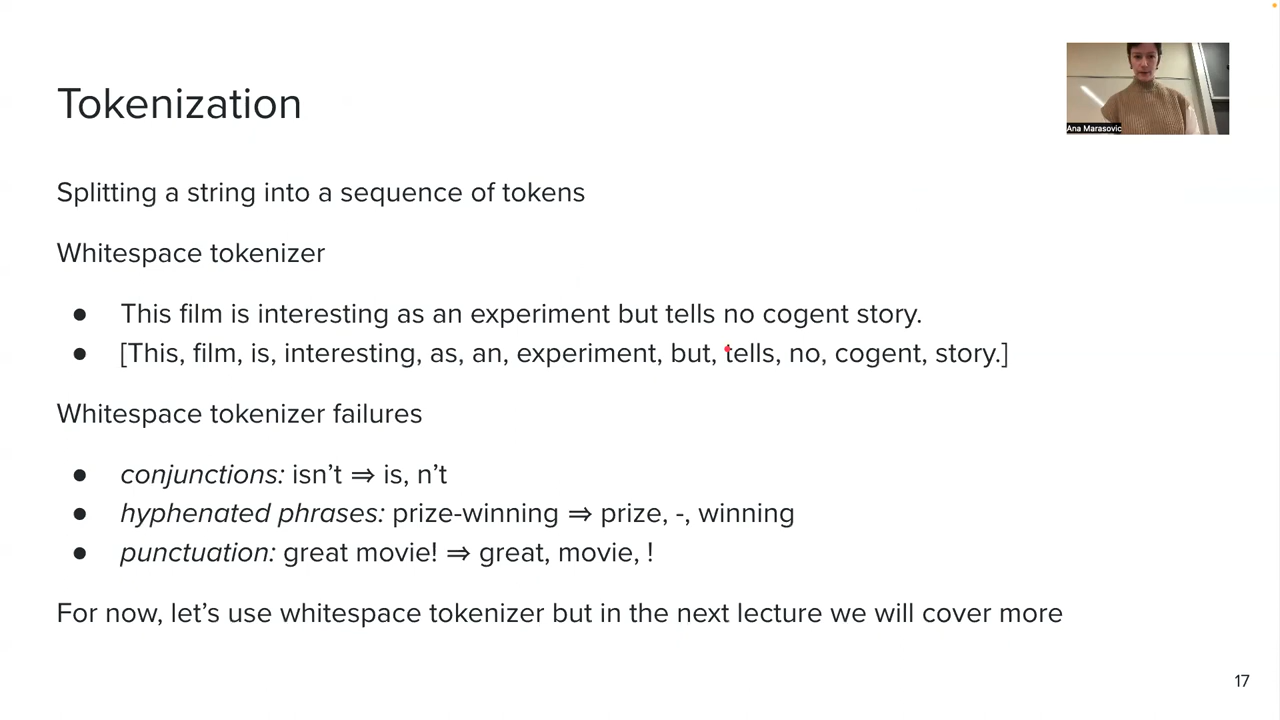 Tokenization
Ana Marasovic
Splitting a string into a sequence of tokens
Whitespace tokenizer
● This film is interesting as an experiment but tells no cogent story.
● [This, film, is, interesting, as, an, experiment, but, tells, no, cogent, story.]
Whitespace tokenizer failures
● conjunctions: isn’t ⇒ is, n’t
● hyphenated phrases: prize-winning ⇒ prize, -, winning
● punctuation: great movie! ⇒ great, movie, !
For now, let’s use whitespace tokenizer but in the next lecture we will cover more
17